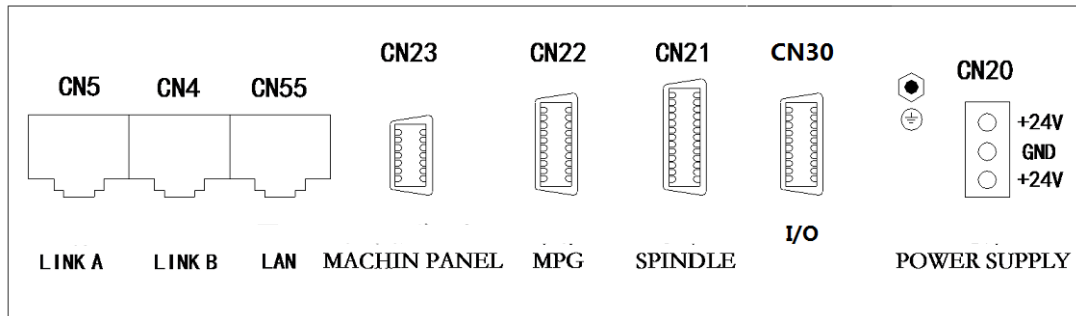 CN5
CN4
CN55
CN23
CN22
CN21
CN30
CN20
+24V
GND
+24V
LINK A
LINK B
LAN
MACHIN PANEL
MPG
SPINDLE
I/O
POWER SUPPLY